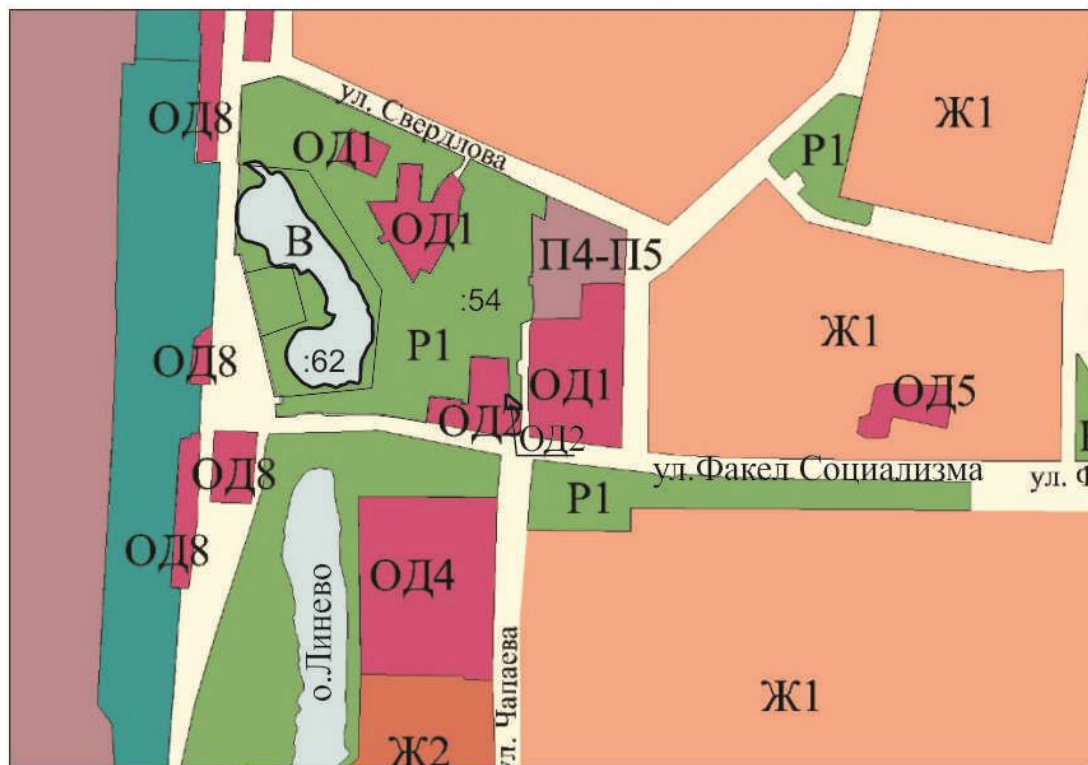 ОД8
ул. Свердлова
Ж1
ОД1
Р1
ОД1
В
П4-П5
:54
Р1
Ж1
:62
ОД8
ОД1
ОД5
ОД2
ОД2
ул.Факел Социализма
ул. Ф
ОД8
Р1
ОД8
ОД4
о.Линево
ул. Чапаева
Ж1
Ж2